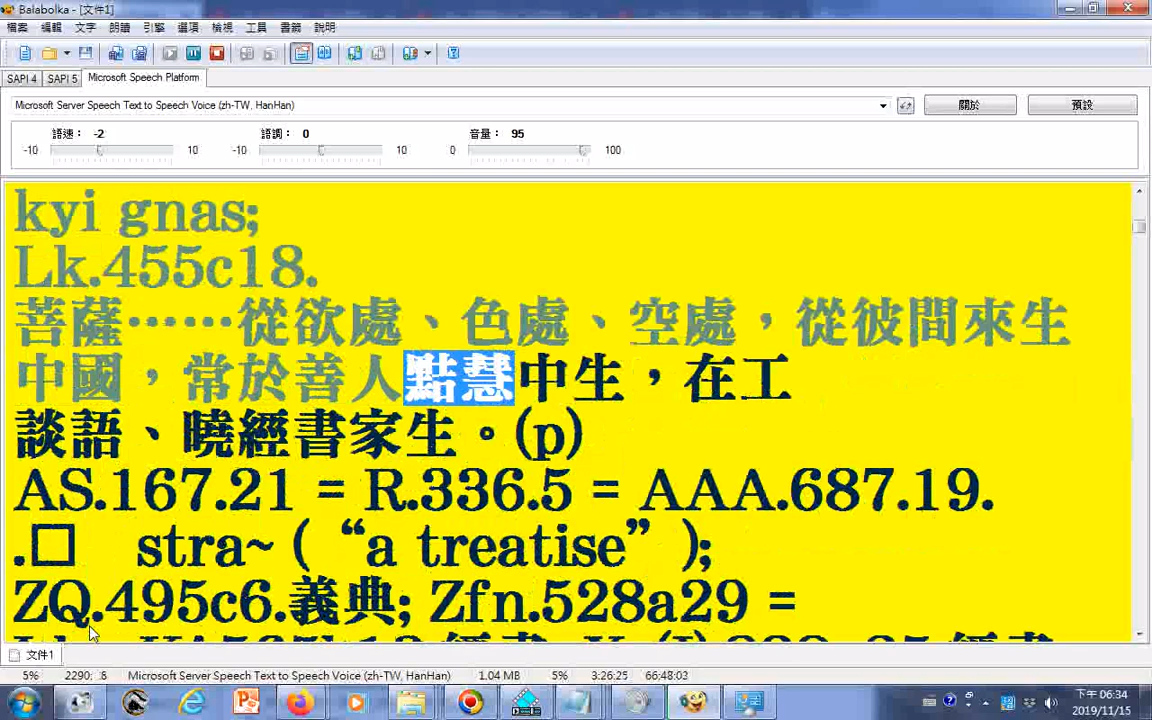 Balabolka - [文件1]
檔案 編輯 文字 朗讀 引擎 選項 檢視 工具 書籤 說明
SAPI 4 SAPI 5 Microsoft Speech Platform
Microsoft Server Speech Text to Speech Voice (zh-TW, HanHan) 關於 預設
語速： -2 語調： 0 音量： 95
-10 10 -10 10 0 100
kyi gnas;
Lk.455c18.
菩薩……從欲處、色處、空處，從彼間來生
中國，常於善人點慧中生，在工
談語、曉經書家生。(p)
AS.167.21 = R.336.5 = AAA.687.19.
.□ stra~ (“a treatise”);
ZQ.495c6.義典; Zfn.528a29 =
文件1
5% 2290; :8 Microsoft Server Speech Text to Speech Voice (zh-TW, HanHan) 1.04 MB 5% 3:26:25 66:48:03
下午 06:34
2019/11/15